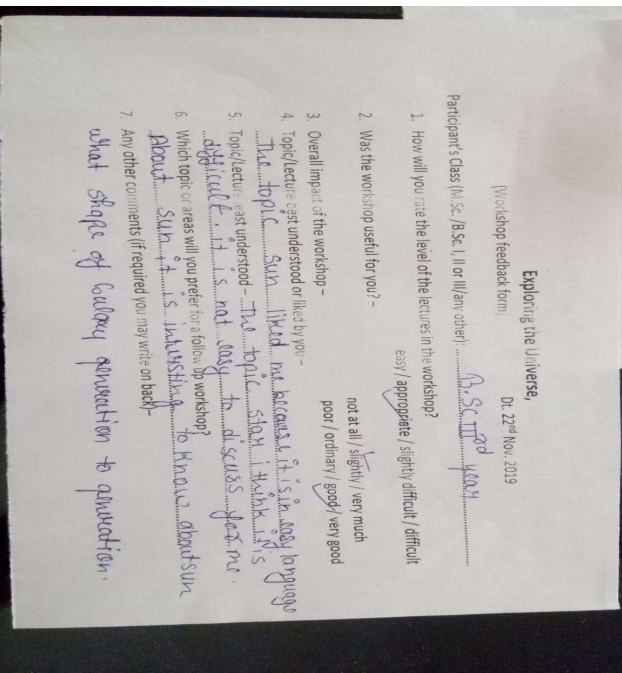 Exploring the Universe,
(Workshop feedback form)
Dt. 22nd Nov. 2019
Participant's Class (M.Sc./B.Sc. I, II or III/any other): B.Sc IInd year
1. How will you rate the level of the lectures in the workshop?
easy / appropriate / slightly difficult / difficult
2. Was the workshop useful for you? –
not at all / slightly / very much
3. Overall impact of the workshop –
poor / ordinary / good / very good
4. Topic/Lecture best understood or liked by you –
The topic sun liked me because it is in easy language
5. Topic/Lecture least understood – The topic star i think it is
difficult. it is not easy to discuss for me.
6. Which topic or areas will you prefer for a follow up workshop?
About sun, it is intersting to know about sun
7. Any other comments (if required you may write on back)-
what shape of Galaxy generation to generation.